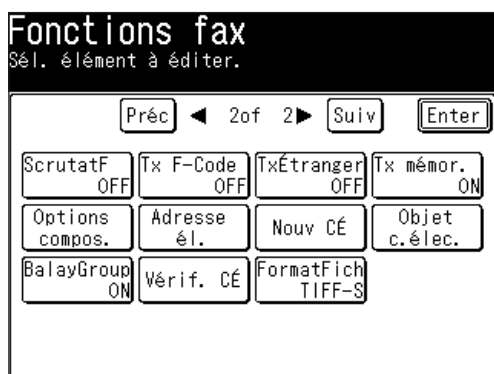 Fonctions fax
Sél. élément à éditer.
Préc ◀ 2of 2▶ Suiv Enter
ScrutatF OFF
Tx F-Code OFF
TxÉtranger OFF
Tx mémor. ON
Options compos.
Adresse él.
Nouv CÉ
Objet c.élec.
BalayGroup ON
Vérif. CÉ
FormatFich TIFF-S